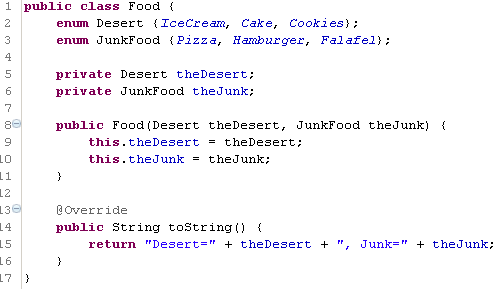 1 public class Food {
2     enum Desert {IceCream, Cake, Cookies};
3     enum JunkFood {Pizza, Hamburger, Falafel};
4
5     private Desert theDesert;
6     private JunkFood theJunk;
7
8     public Food(Desert theDesert, JunkFood theJunk) {
9         this.theDesert = theDesert;
10         this.theJunk = theJunk;
11     }
12
13     @Override
14     public String toString() {
15         return "Desert=" + theDesert + ", Junk=" + theJunk;
16     }
17 }